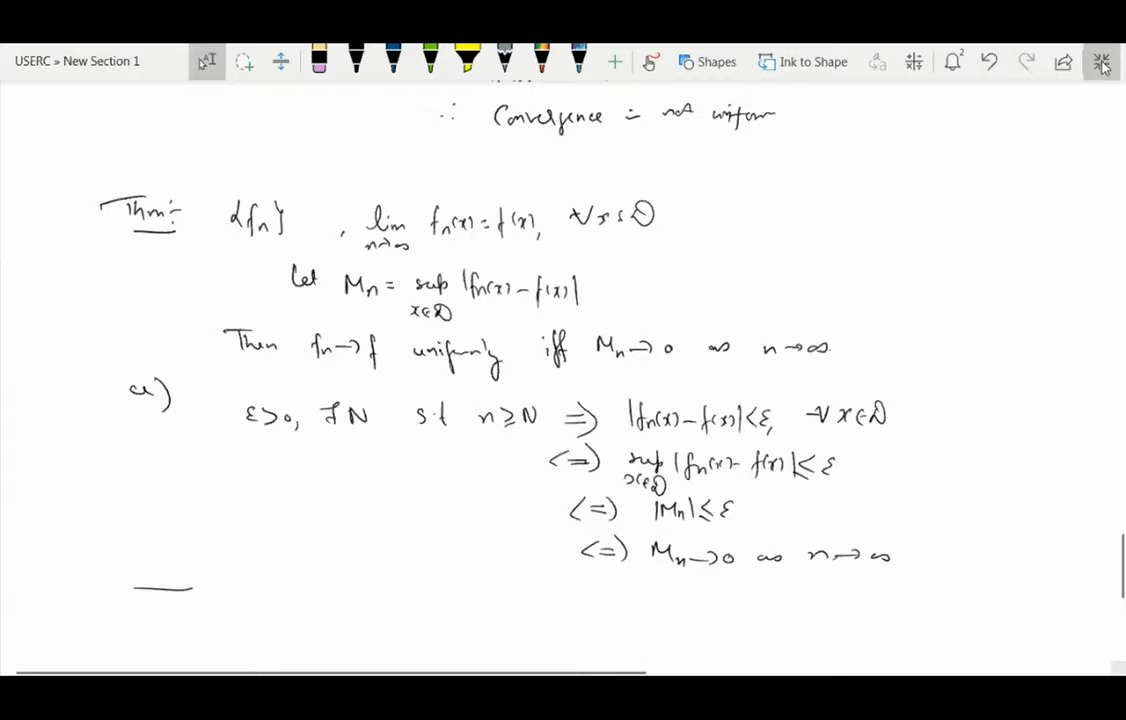 USERC » New Section 1
Shapes
Ink to Shape
2
∴ Convergence = not uniform
Thm:- {fn} , lim n→∞ fn(x) = f(x), ∀ x ∈ D
Let Mn = sup x∈D |fn(x) – f(x)|
Then fn → f uniformly iff Mn → 0 as n → ∞.
ε>0, ∃ N s.t n ≥ N ⇒ |fn(x) – f(x)| < ε, ∀ x ∈ D
⇔ sup x∈D |fn(x) – f(x)| ≤ ε
⇔ |Mn| ≤ ε
⇔ Mn → 0 as n → ∞